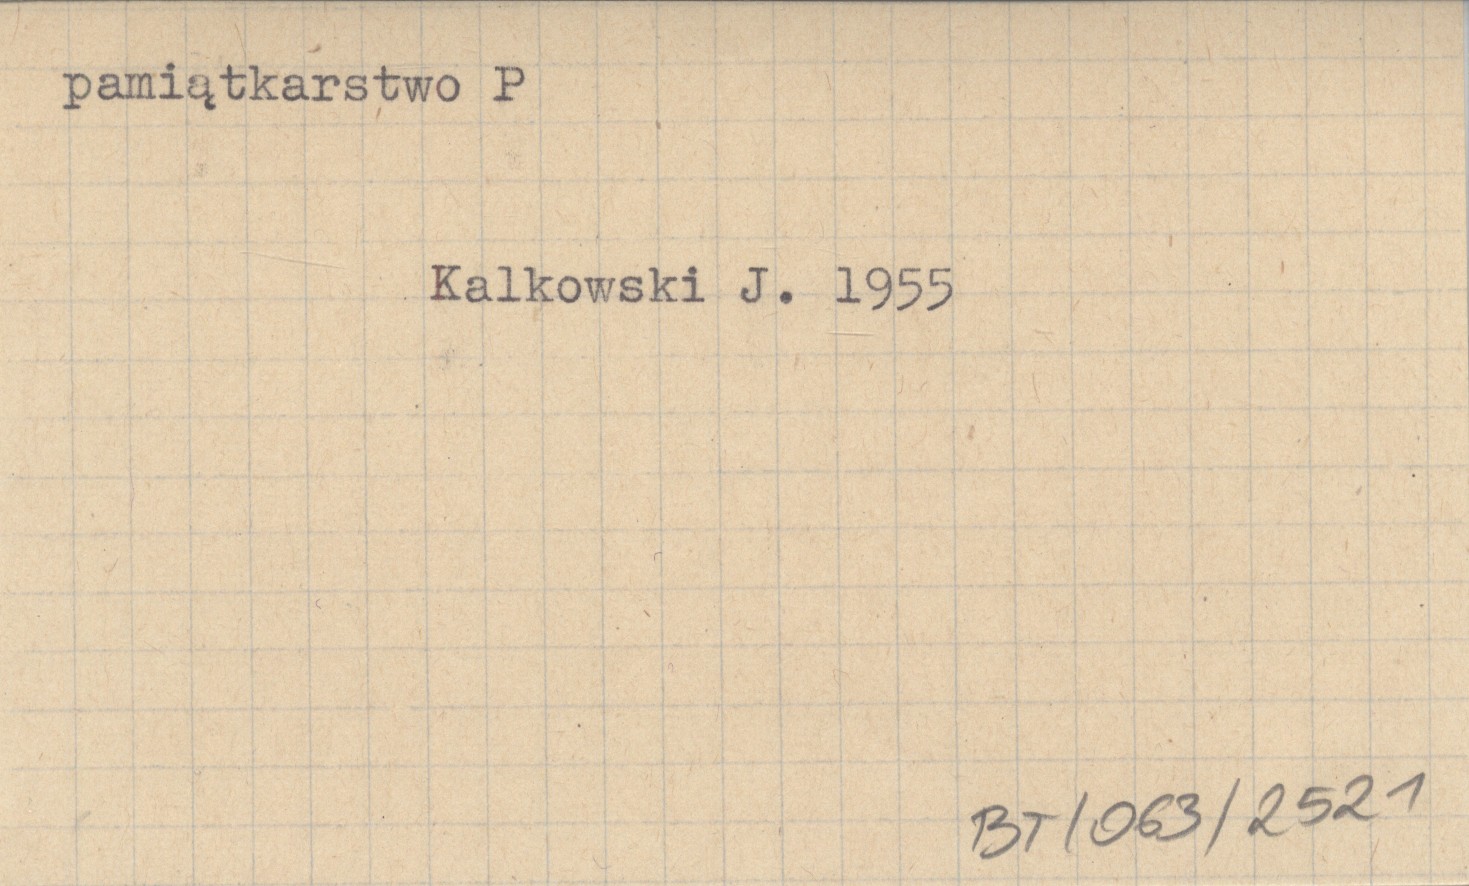 pamiątkarstwo P
Kalkowski J. 1955
BT/063/2521